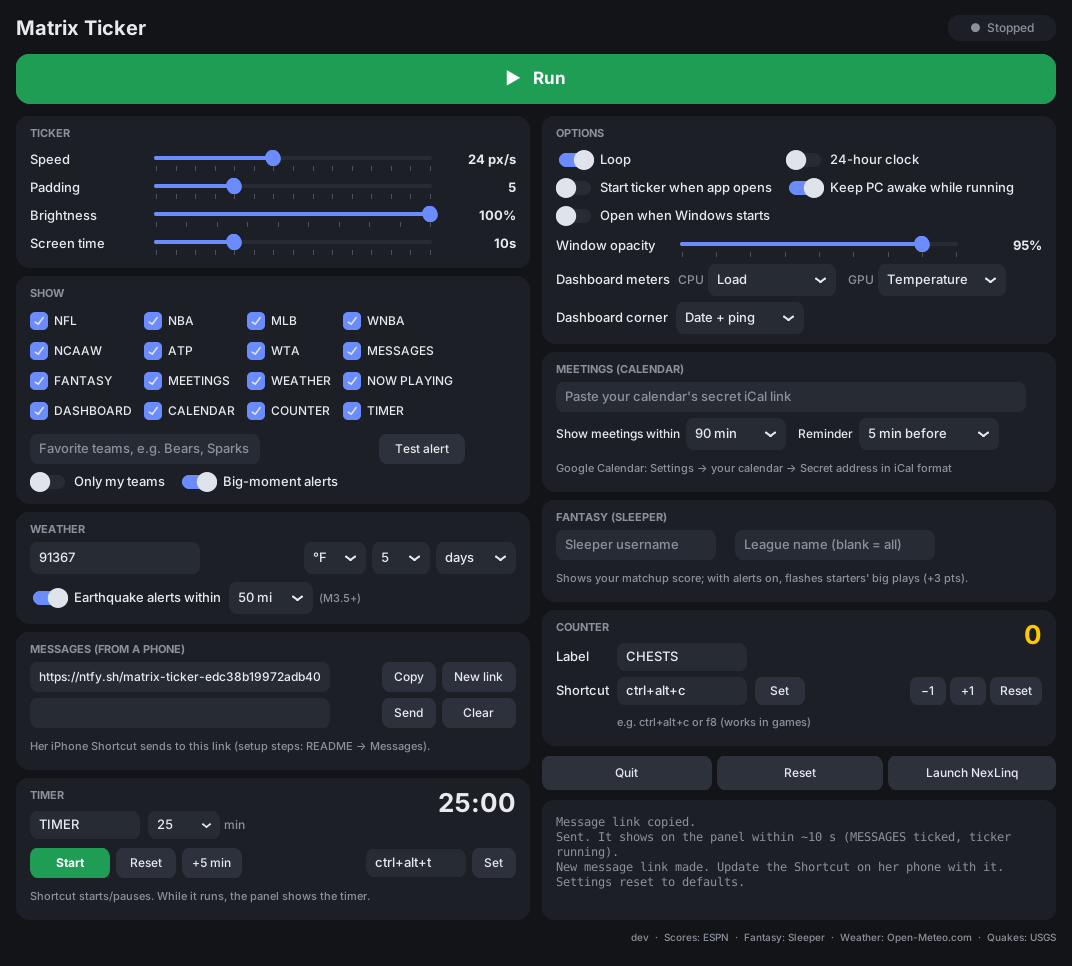 Matrix Ticker
Stopped
Run
TICKER
Speed 24 px/s
Padding 5
Brightness 100%
Screen time 10s
SHOW
NFL NBA MLB WNBA
NCAAW ATP WTA MESSAGES
FANTASY MEETINGS WEATHER NOW PLAYING
DASHBOARD CALENDAR COUNTER TIMER
Favorite teams, e.g. Bears, Sparks Test alert
Only my teams Big-moment alerts
WEATHER
91367 °F 5 days
Earthquake alerts within 50 mi (M3.5+)
MESSAGES (FROM A PHONE)
https://ntfy.sh/matrix-ticker-edc38b19972adb40 Copy New link
Send Clear
Her iPhone Shortcut sends to this link (setup steps: README → Messages).
TIMER 25:00
TIMER 25 min
Start Reset +5 min ctrl+alt+t Set
Shortcut starts/pauses. While it runs, the panel shows the timer.
OPTIONS
Loop 24-hour clock
Start ticker when app opens Keep PC awake while running
Open when Windows starts
Window opacity 95%
Dashboard meters CPU Load GPU Temperature
Dashboard corner Date + ping
MEETINGS (CALENDAR)
Paste your calendar's secret iCal link
Show meetings within 90 min Reminder 5 min before
Google Calendar: Settings → your calendar → Secret address in iCal format
FANTASY (SLEEPER)
Sleeper username League name (blank = all)
Shows your matchup score; with alerts on, flashes starters' big plays (+3 pts).
COUNTER 0
Label CHESTS
Shortcut ctrl+alt+c Set −1 +1 Reset
e.g. ctrl+alt+c or f8 (works in games)
Quit Reset Launch NexLinq
Message link copied.
Sent. It shows on the panel within ~10 s (MESSAGES ticked, ticker
running).
New message link made. Update the Shortcut on her phone with it.
Settings reset to defaults.
dev · Scores: ESPN · Fantasy: Sleeper · Weather: Open-Meteo.com · Quakes: USGS